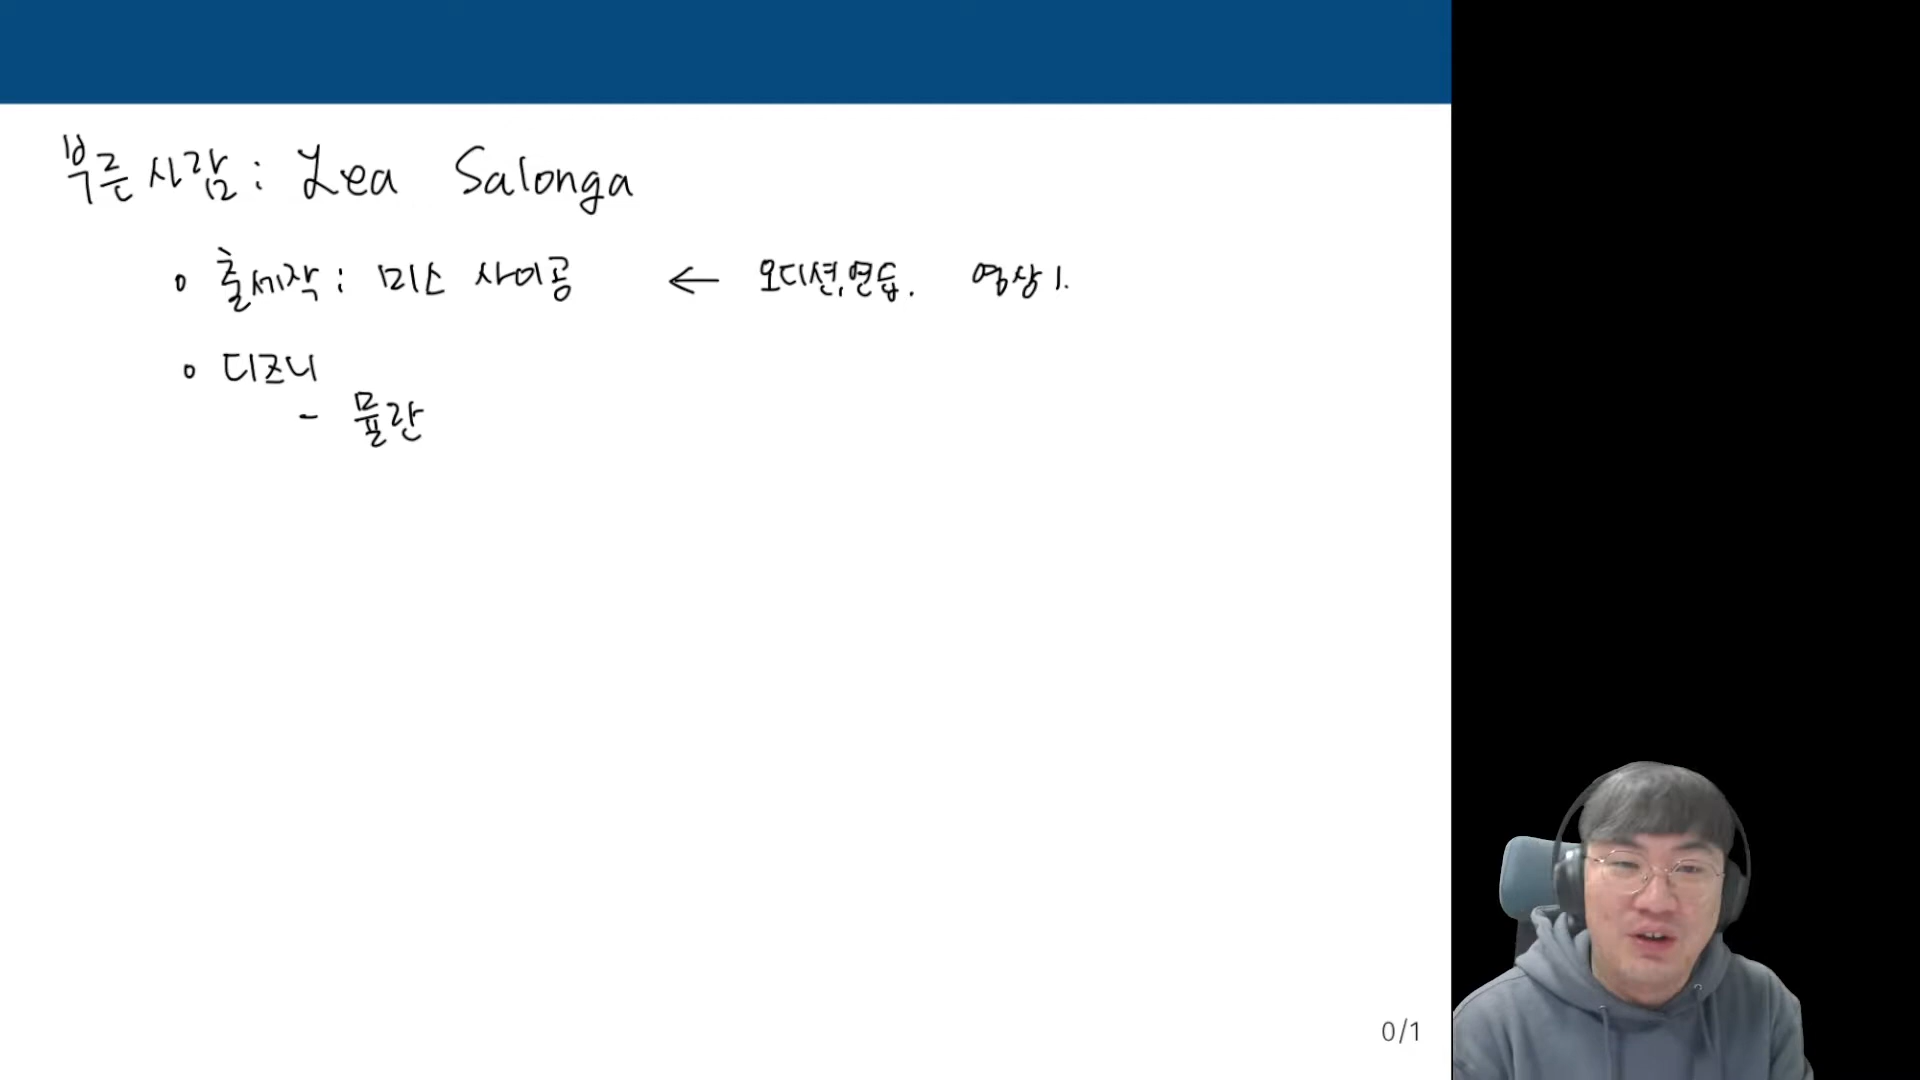 부른 사람 : Lea Salonga
o 출세작 : 미스 사이공 ← 오디션, 연습. 영상 1.
o 디즈니
- 뮬란
0/1